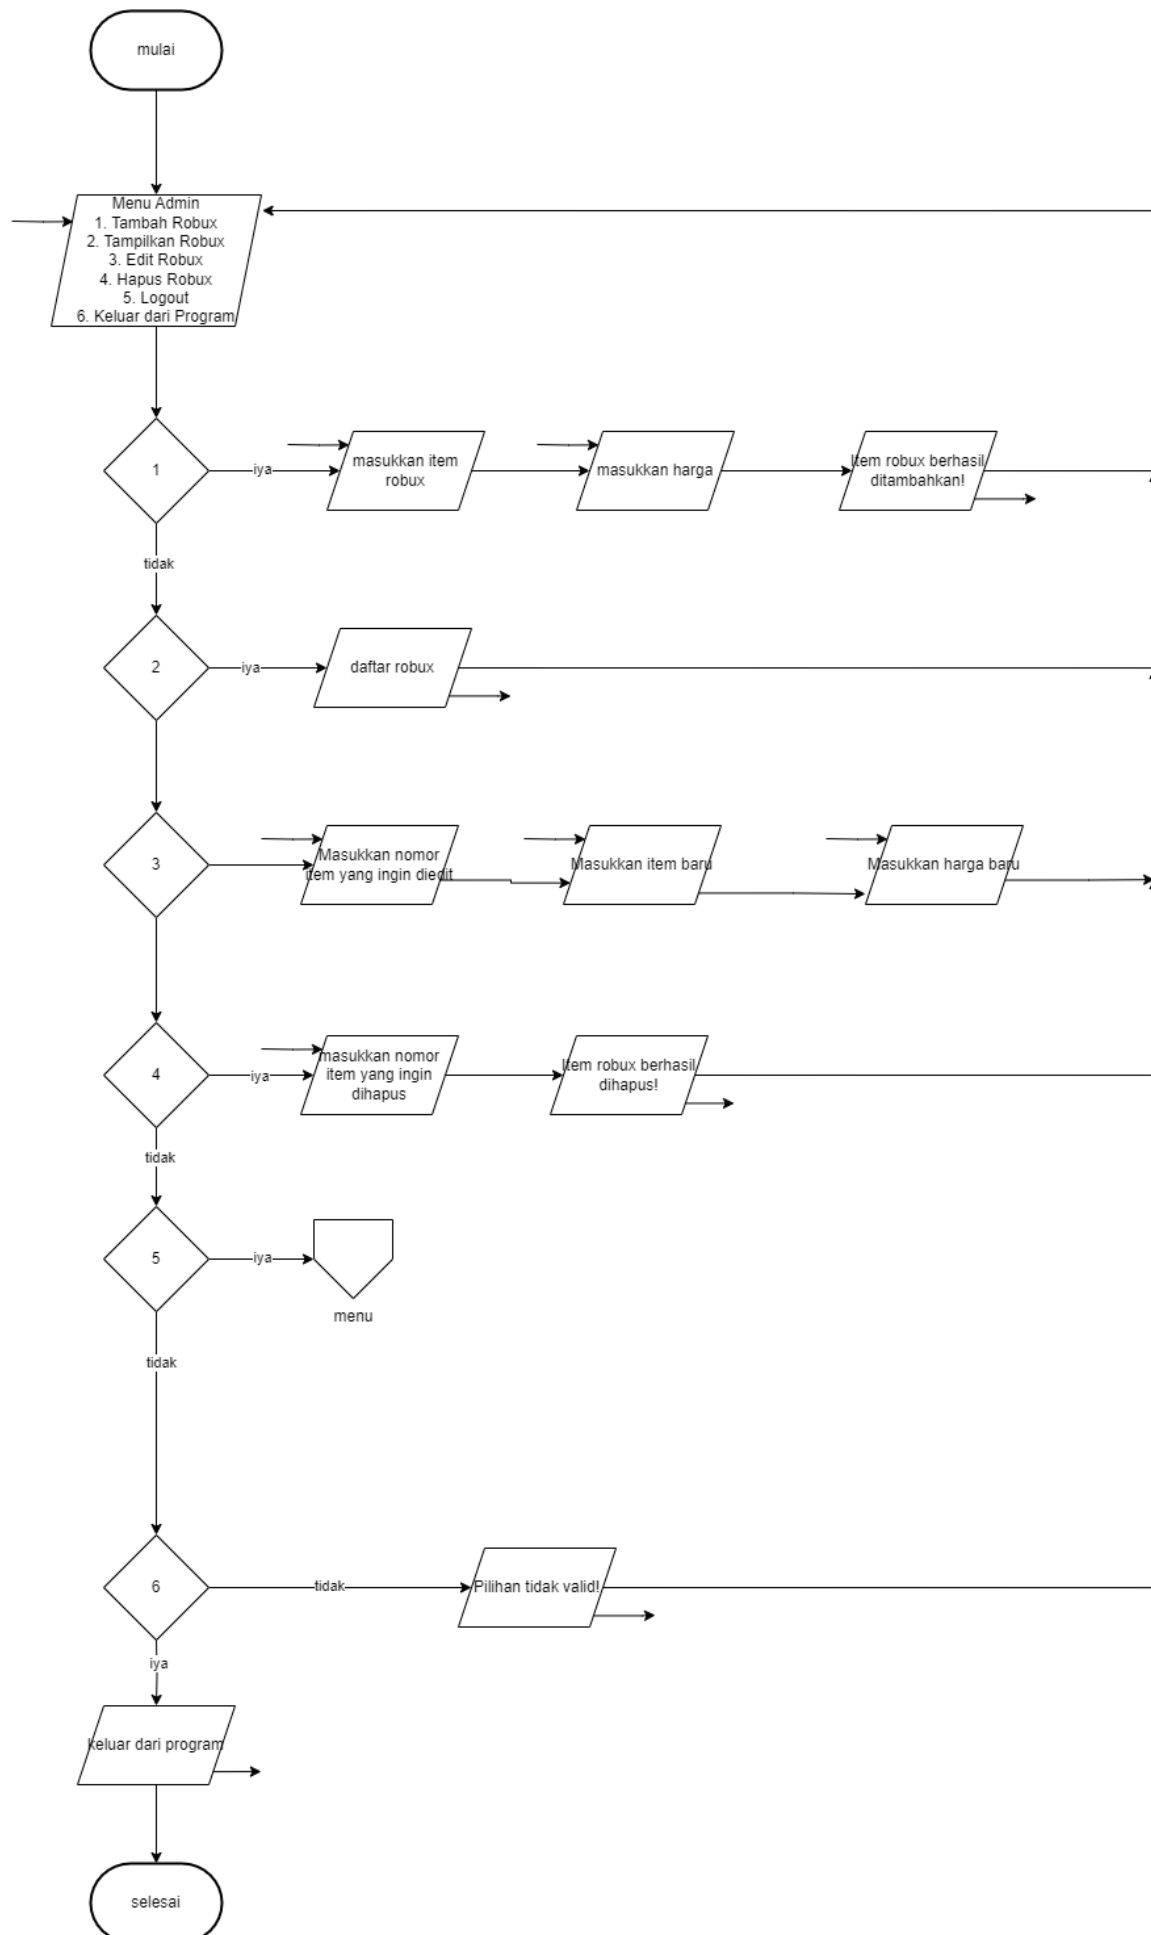 mulai
Menu Admin
1. Tambah Robux
2. Tampilkan Robux
3. Edit Robux
4. Hapus Robux
5. Logout
6. Keluar dari Program
1
iya
masukkan item
robux
masukkan harga
Item robux berhasil
ditambahkan!
tidak
2
iya
daftar robux
3
Masukkan nomor
item yang ingin diedit
Masukkan item baru
Masukkan harga baru
4
iya
masukkan nomor
item yang ingin
dihapus
Item robux berhasil
dihapus!
tidak
5
iya
menu
tidak
6
tidak
Pilihan tidak valid!
iya
keluar dari program
selesai